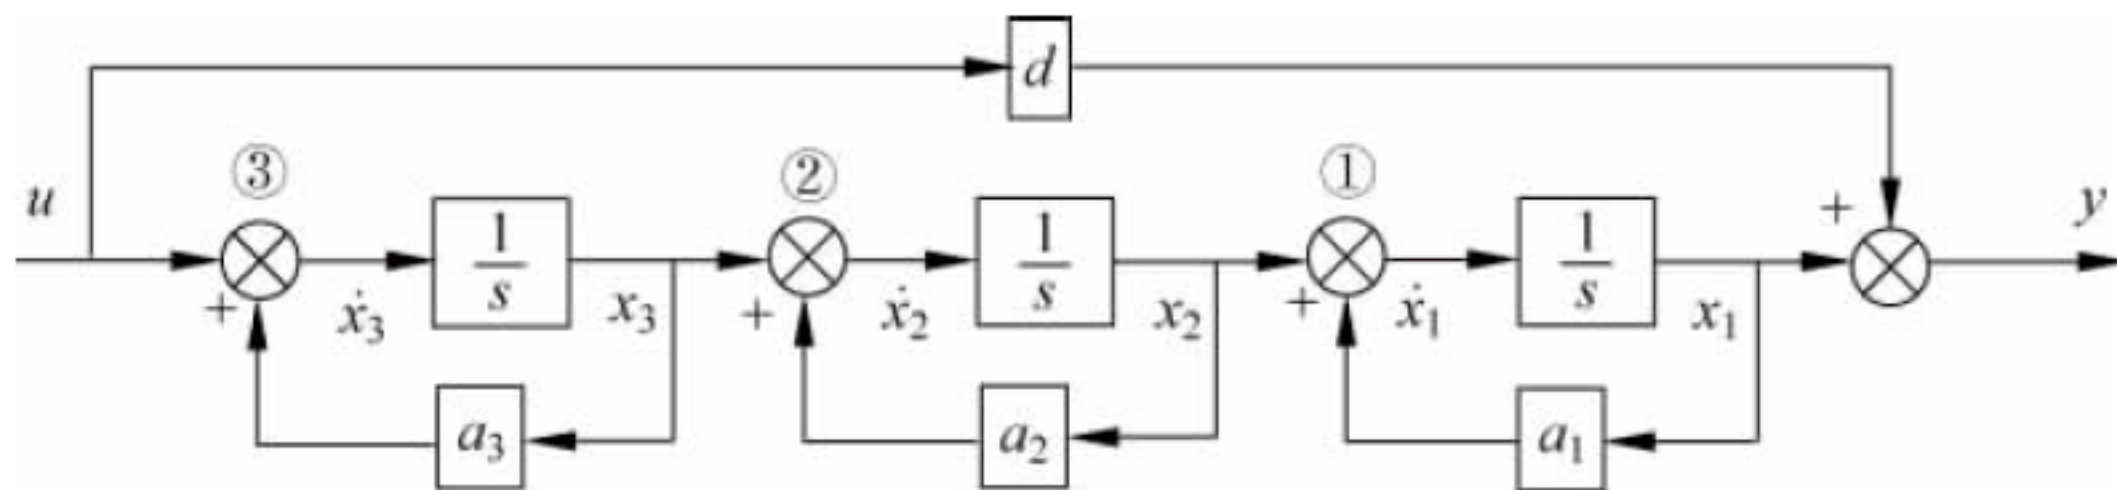 d
③ ② ①
u 1/s 1/s 1/s + y
+ ẋ₃ x₃ + ẋ₂ x₂ + ẋ₁ x₁
a₃ a₂ a₁